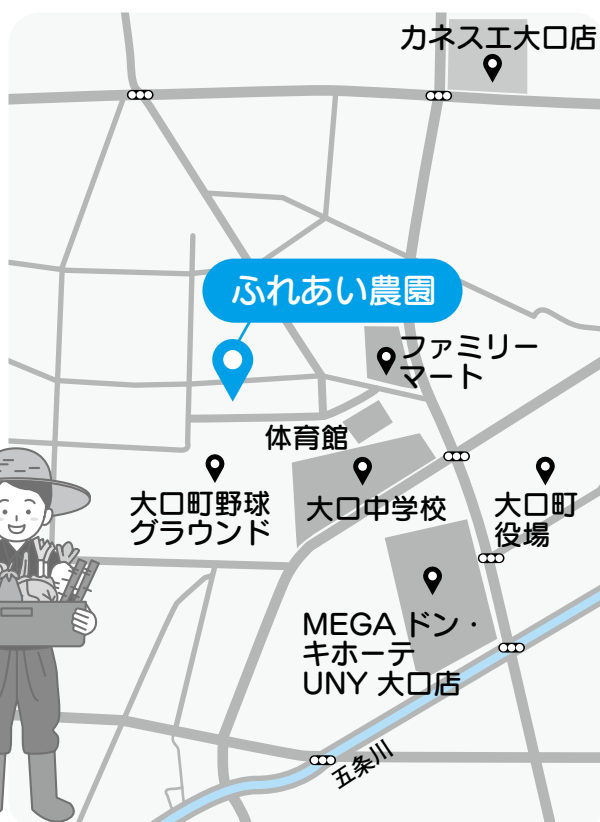 カネスエ大口店
ふれあい農園
ファミリー
マート
体育館
大口町野球
グラウンド
大口中学校
大口町
役場
MEGA ドン・
キホーテ
UNY 大口店
五条川